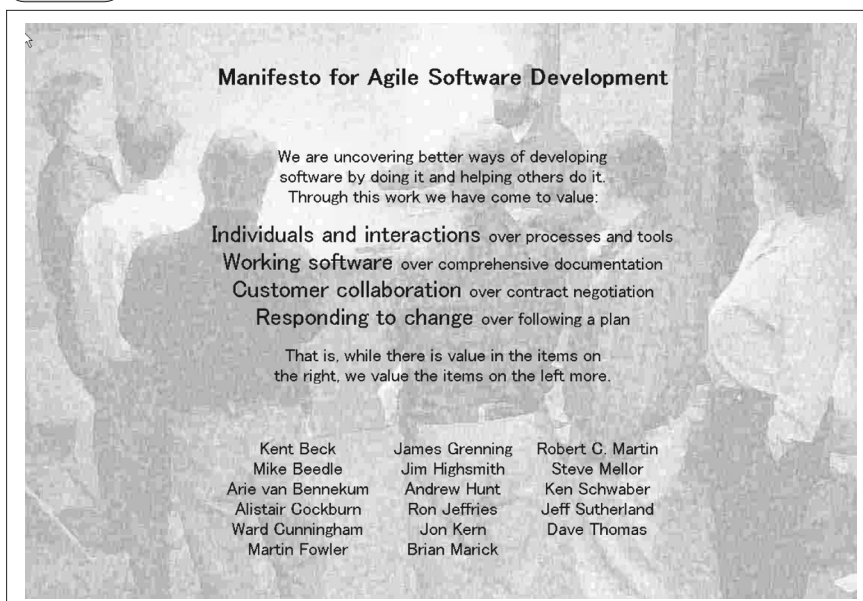 Manifesto for Agile Software Development
We are uncovering better ways of developing
software by doing it and helping others do it.
Through this work we have come to value:
Individuals and interactions over processes and tools
Working software over comprehensive documentation
Customer collaboration over contract negotiation
Responding to change over following a plan
That is, while there is value in the items on
the right, we value the items on the left more.
Kent Beck
Mike Beedle
Arie van Bennekum
Alistair Cockburn
Ward Cunningham
Martin Fowler
James Grenning
Jim Highsmith
Andrew Hunt
Ron Jeffries
Jon Kern
Brian Marick
Robert C. Martin
Steve Mellor
Ken Schwaber
Jeff Sutherland
Dave Thomas